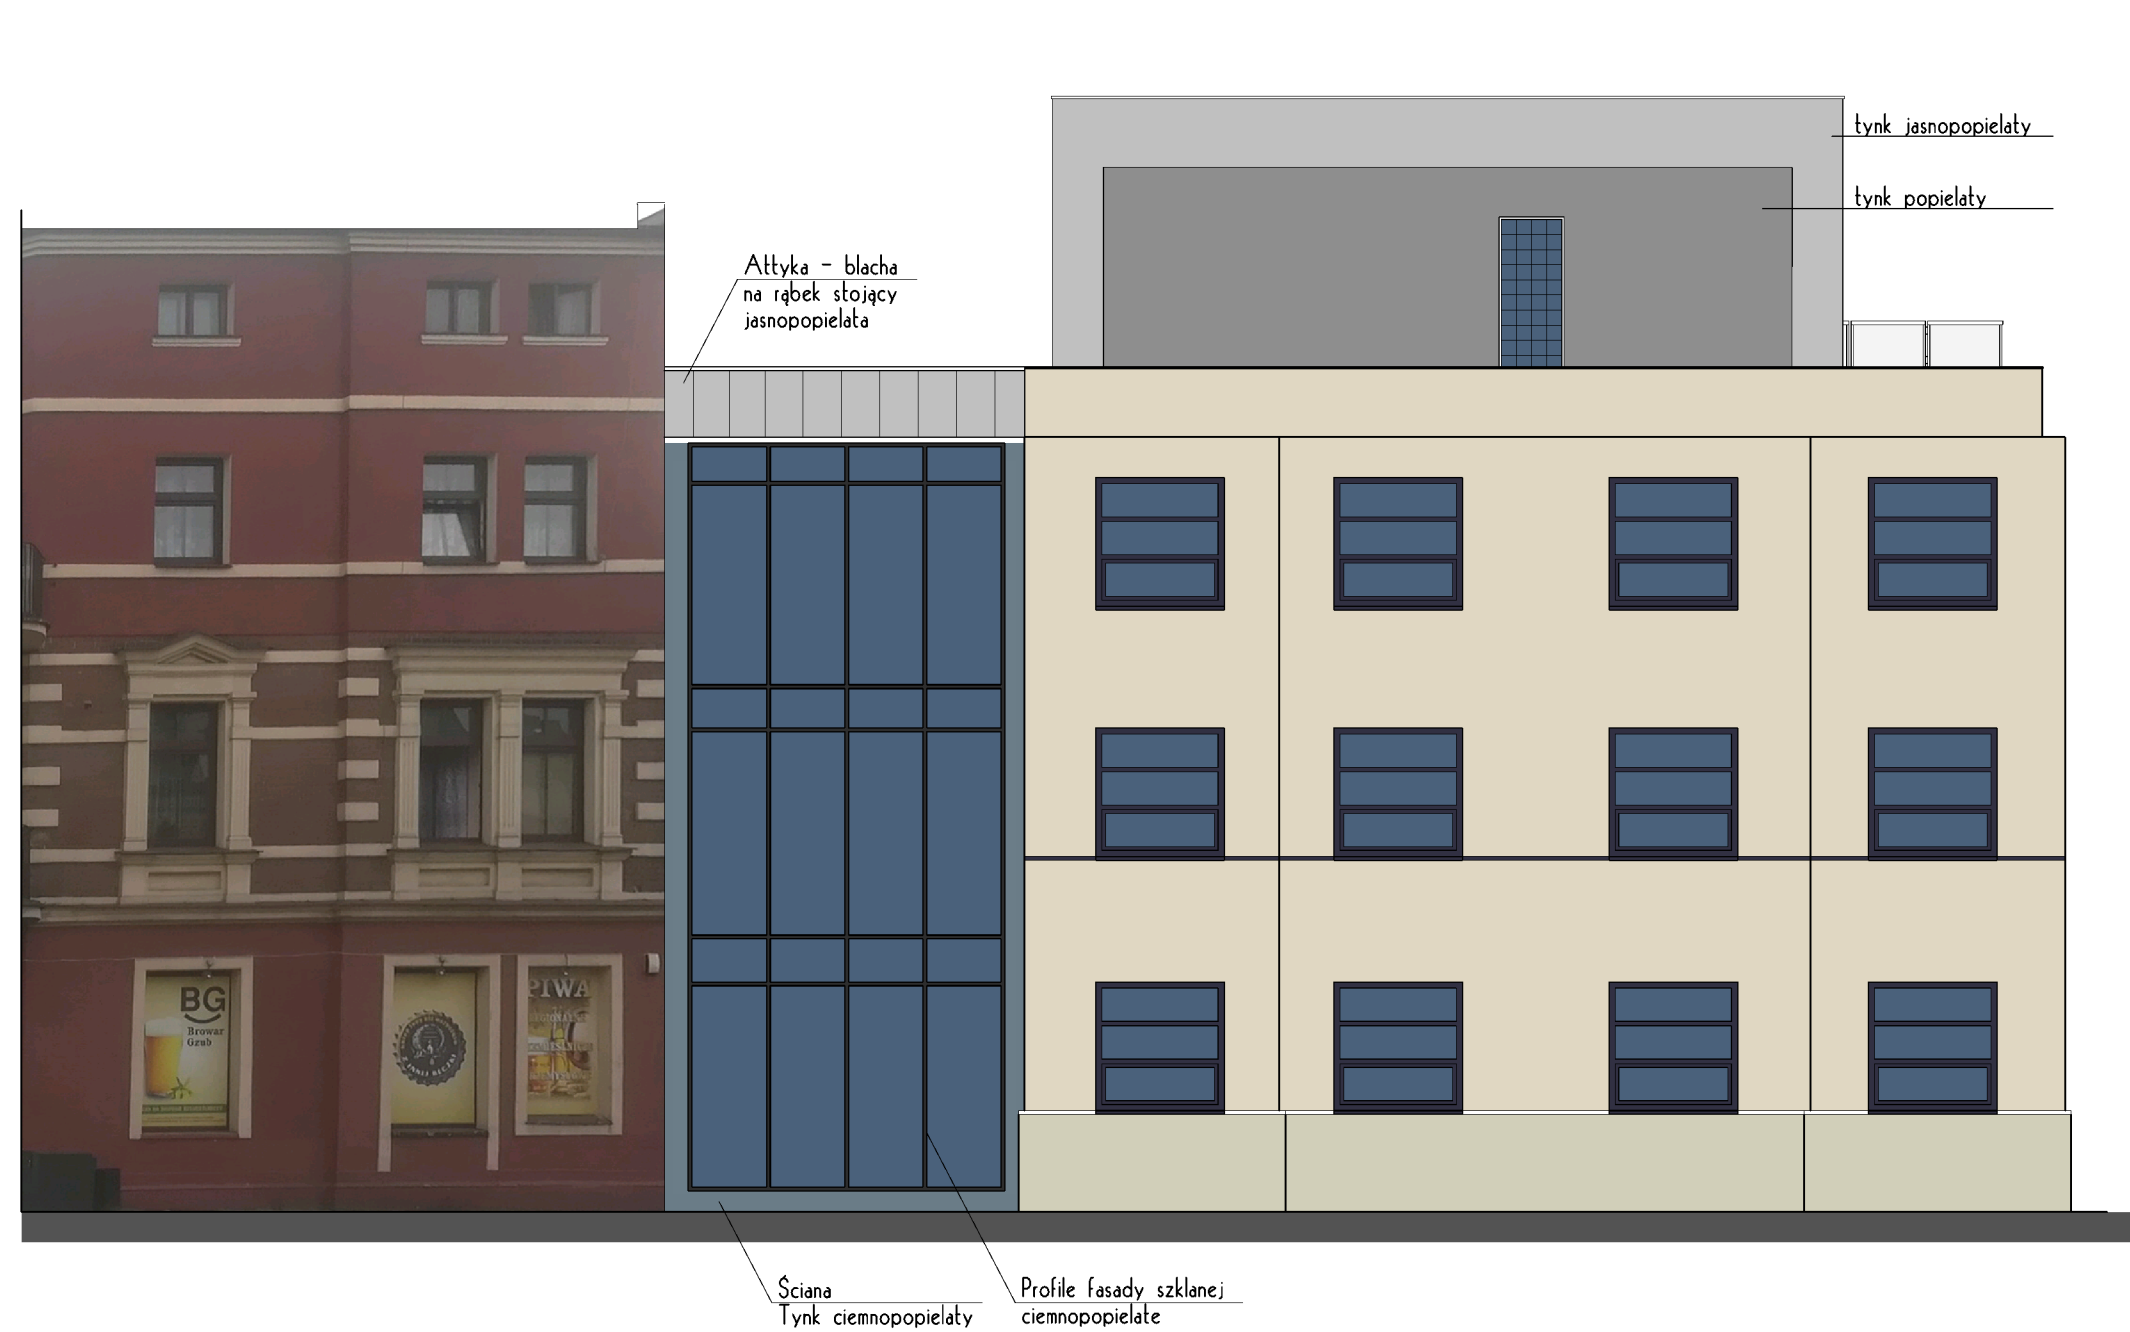 tynk jasnopopielaty
tynk popielaty
Attyka - blacha
na rąbek stojący
jasnopopielata
BG
Browar
Gzub
PIWA
Ściana
Tynk ciemnopopielaty
Profile fasady szklanej
ciemnopopielate